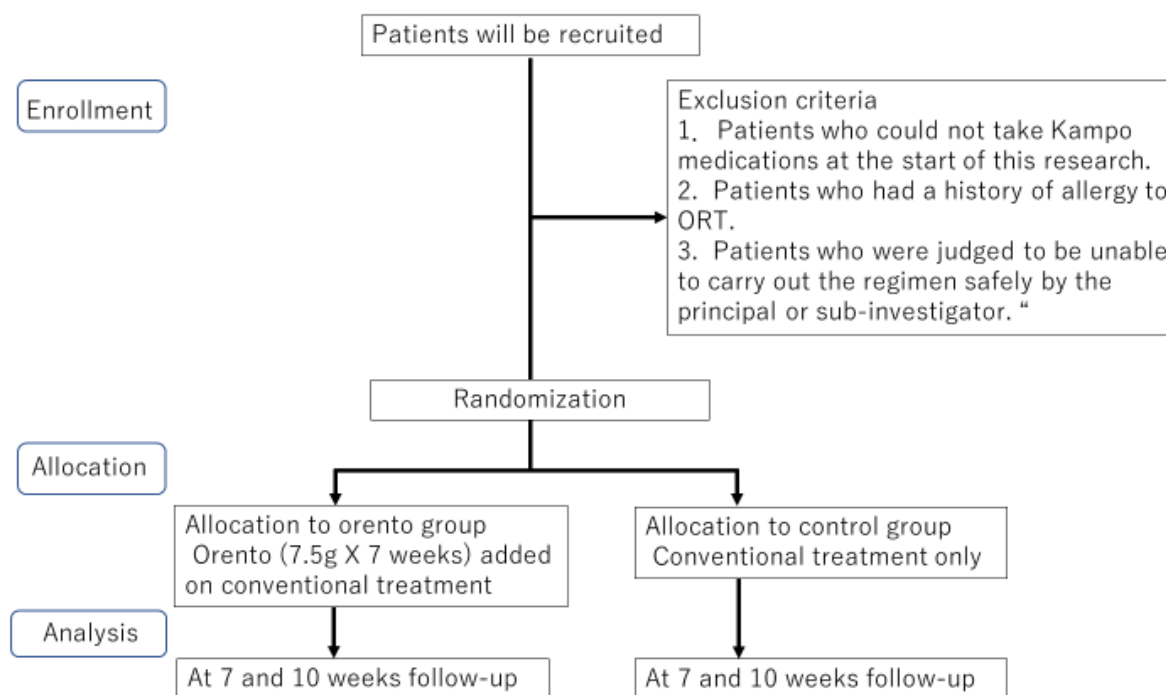 Patients will be recruited
Enrollment
Exclusion criteria
1. Patients who could not take Kampo
medications at the start of this research.
2. Patients who had a history of allergy to
ORT.
3. Patients who were judged to be unable
to carry out the regimen safely by the
principal or sub-investigator. “
Randomization
Allocation
Allocation to orento group
Orento (7.5g X 7 weeks) added
on conventional treatment
Allocation to control group
Conventional treatment only
Analysis
At 7 and 10 weeks follow-up
At 7 and 10 weeks follow-up